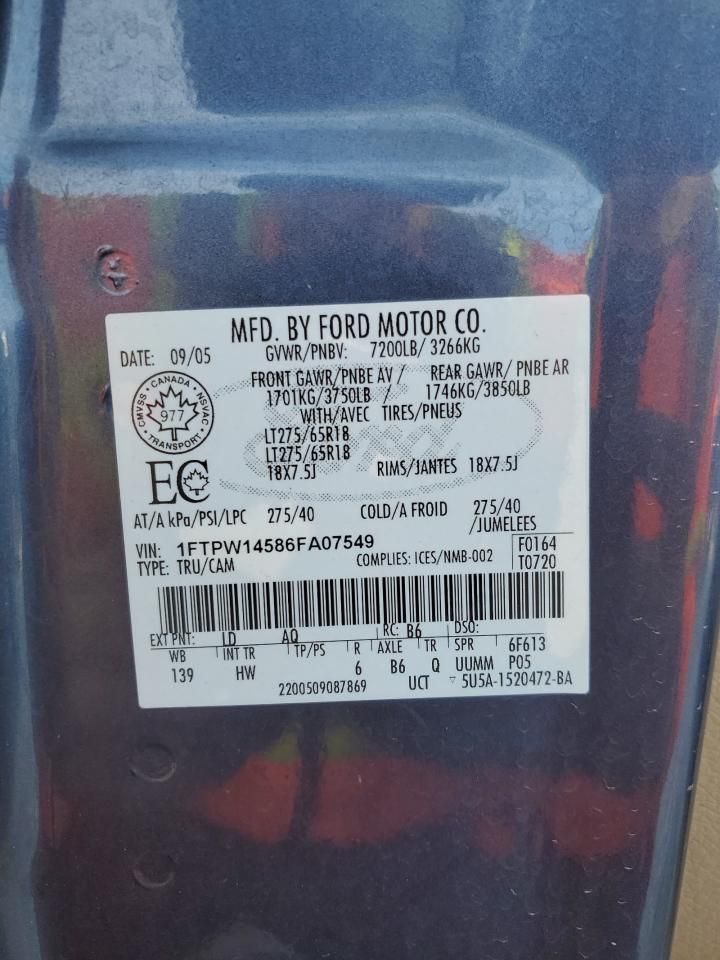 MFD. BY FORD MOTOR CO.
DATE: 09/05 GVWR/PNBV: 7200LB/ 3266KG
FRONT GAWR/PNBE AV / REAR GAWR/ PNBE AR
1701KG/3750LB / 1746KG/3850LB
WITH/AVEC TIRES/PNEUS
CMVSS · CANADA · NSVAC
977
· TRANSPORT ·
LT275/65R18
LT275/65R18
EC
18X7.5J RIMS/JANTES 18X7.5J
AT/A kPa/PSI/LPC 275/40 COLD/A FROID 275/40
/JUMELEES
VIN: 1FTPW14586FA07549 F0164
TYPE: TRU/CAM COMPLIES: ICES/NMB-002 T0720
EXT PNT: LD AQ RC: B6 DSO:
WB INT TR TP/PS R AXLE TR SPR 6F613
139 HW 6 B6 Q UUMM P05
2200509087869 UCT ▽ 5U5A-1520472-BA